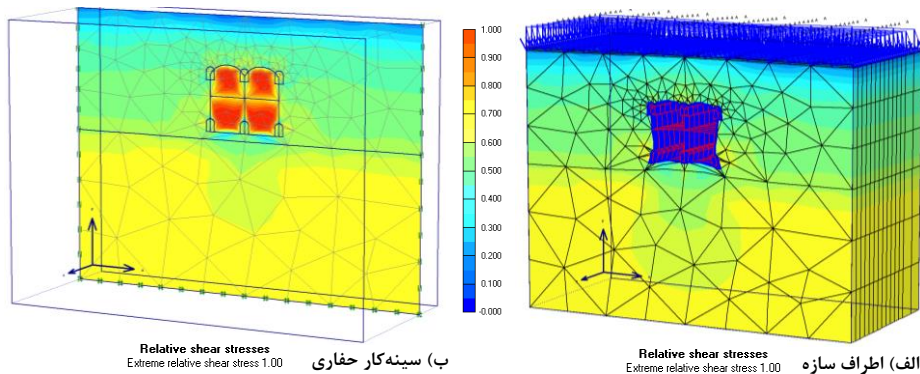 1.000
0.900
0.800
0.700
0.600
0.500
0.400
0.300
0.200
0.100
-0.000
Relative shear stresses
Extreme relative shear stress 1.00
الف) اطراف سازه
Relative shear stresses
Extreme relative shear stress 1.00
ب) سینه‌کار حفاری